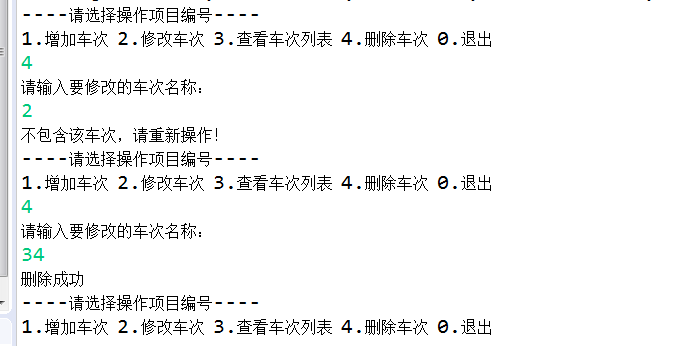 ----请选择操作项目编号----
1.增加车次 2.修改车次 3.查看车次列表 4.删除车次 0.退出
4
请输入要修改的车次名称:
2
不包含该车次，请重新操作!
----请选择操作项目编号----
1.增加车次 2.修改车次 3.查看车次列表 4.删除车次 0.退出
4
请输入要修改的车次名称:
34
删除成功
----请选择操作项目编号----
1.增加车次 2.修改车次 3.查看车次列表 4.删除车次 0.退出